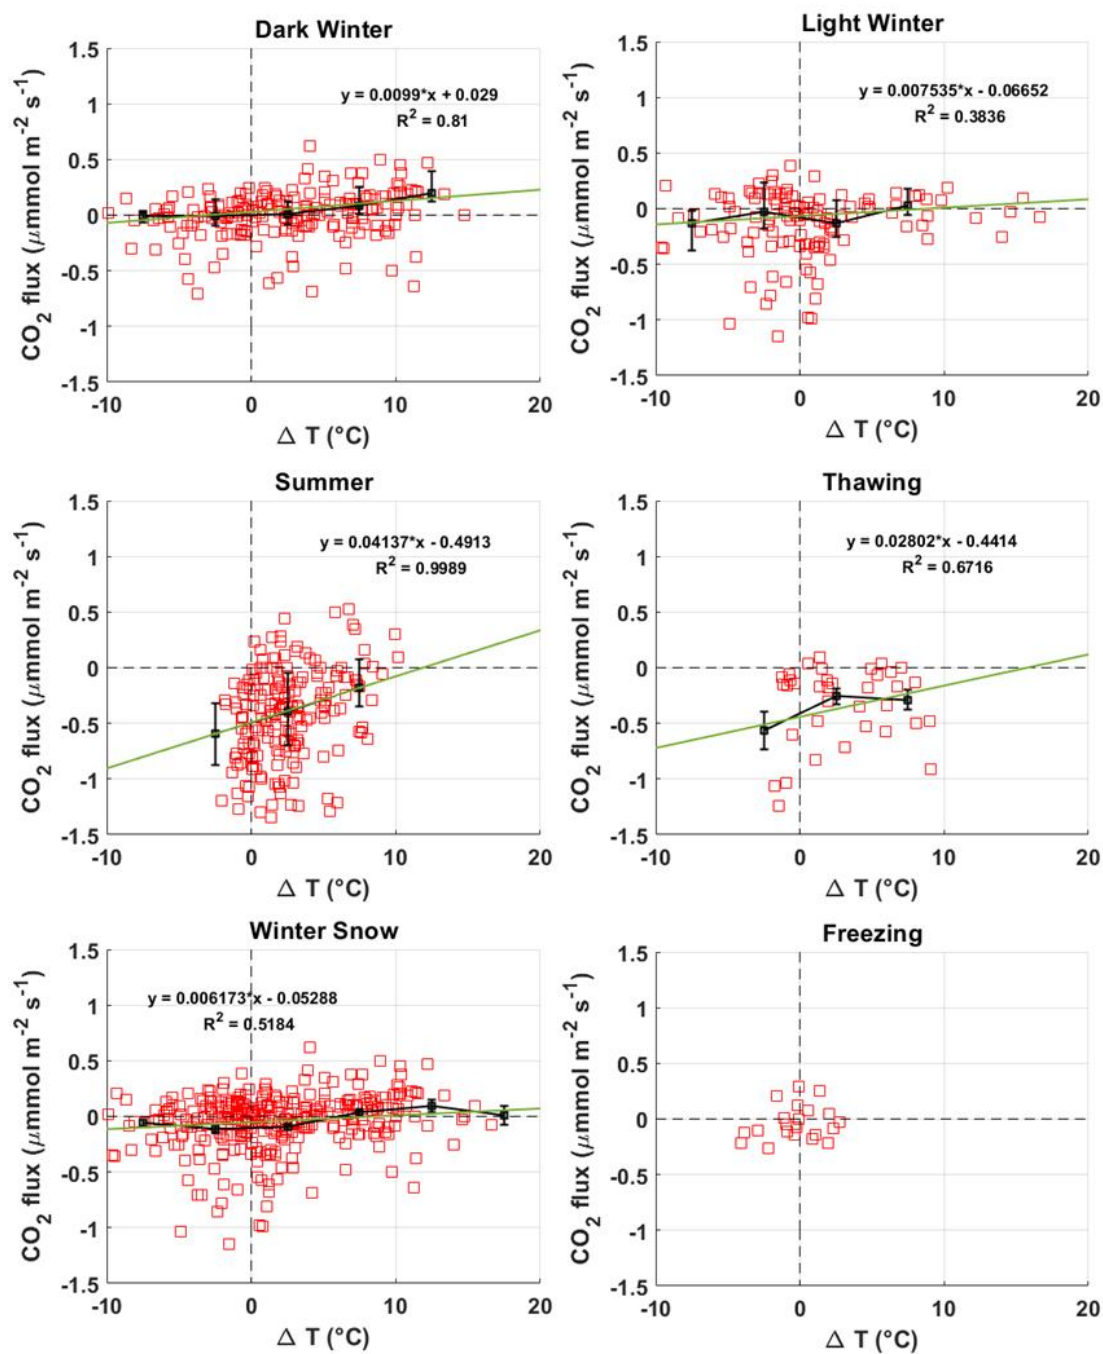 Dark Winter
1.5
1
0.5
0
-0.5
-1
-1.5
-10
0
10
20
CO2 flux (μmmol m-2 s-1)
Δ T (°C)
y = 0.0099*x + 0.029
R2 = 0.81
Light Winter
1.5
1
0.5
0
-0.5
-1
-1.5
-10
0
10
20
CO2 flux (μmmol m-2 s-1)
Δ T (°C)
y = 0.007535*x - 0.06652
R2 = 0.3836
Summer
1.5
1
0.5
0
-0.5
-1
-1.5
-10
0
10
20
CO2 flux (μmmol m-2 s-1)
Δ T (°C)
y = 0.04137*x - 0.4913
R2 = 0.9989
Thawing
1.5
1
0.5
0
-0.5
-1
-1.5
-10
0
10
20
CO2 flux (μmmol m-2 s-1)
Δ T (°C)
y = 0.02802*x - 0.4414
R2 = 0.6716
Winter Snow
1.5
1
0.5
0
-0.5
-1
-1.5
-10
0
10
20
CO2 flux (μmmol m-2 s-1)
Δ T (°C)
y = 0.006173*x - 0.05288
R2 = 0.5184
Freezing
1.5
1
0.5
0
-0.5
-1
-1.5
-10
0
10
20
CO2 flux (μmmol m-2 s-1)
Δ T (°C)